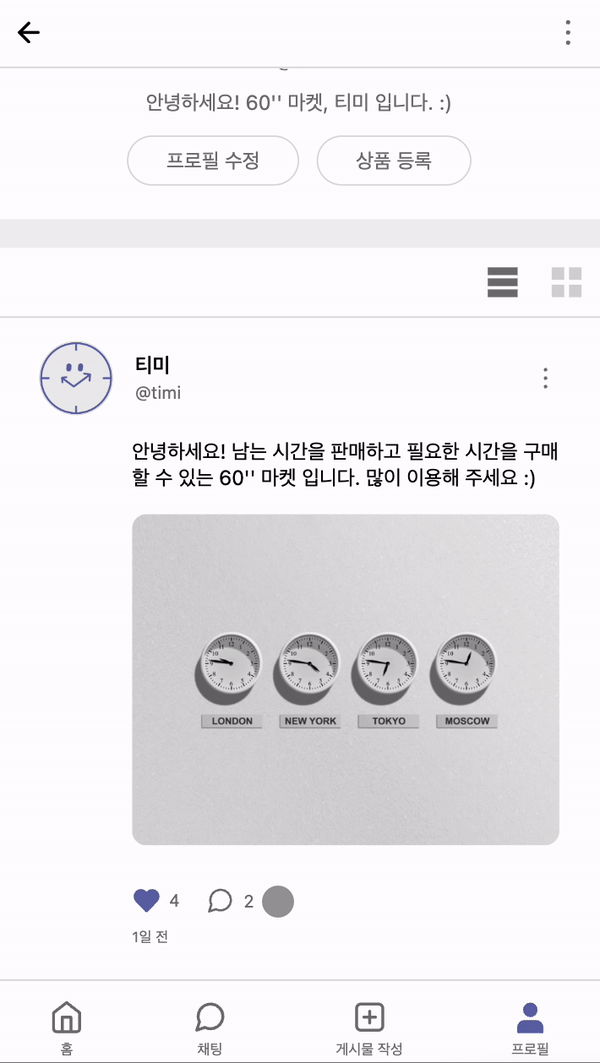 안녕하세요! 60'' 마켓, 티미 입니다. :)
프로필 수정
상품 등록
티미
@timi
안녕하세요! 남는 시간을 판매하고 필요한 시간을 구매
할 수 있는 60'' 마켓 입니다. 많이 이용해 주세요 :)
LONDON
NEW YORK
TOKYO
MOSCOW
4
2
1일 전
홈
채팅
게시물 작성
프로필